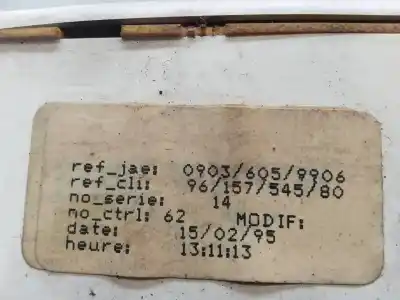 ref_jae: 0903/605/9906
ref_cli: 96/157/545/80
no_serie: 14
no_ctrl: 62 MODIF:
date: 15/02/95
heure: 13:11:13